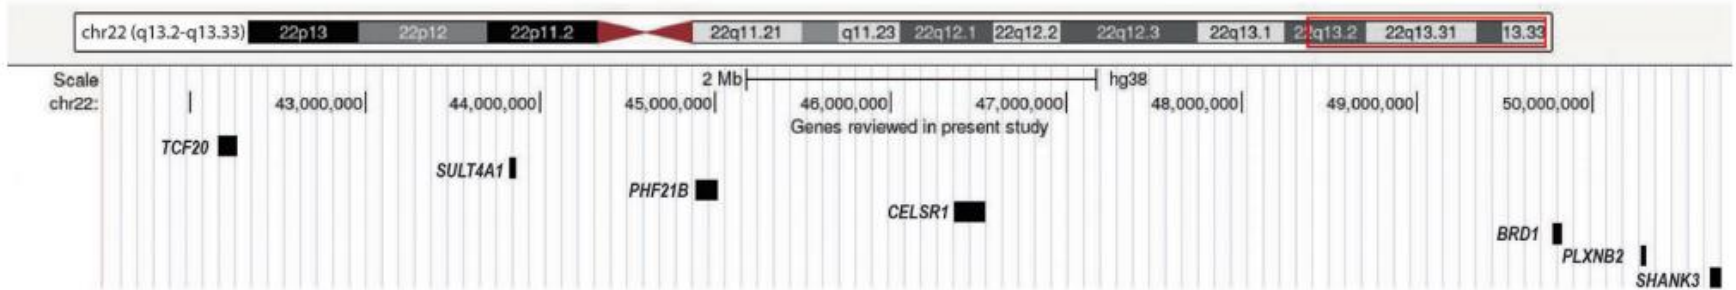 chr22 (q13.2-q13.33) 22p13 22p12 22p11.2 22q11.21 q11.23 22q12.1 22q12.2 22q12.3 22q13.1 22q13.2 22q13.31 13.33
Scale 2 Mb hg38
chr22: 43,000,000 44,000,000 45,000,000 46,000,000 47,000,000 48,000,000 49,000,000 50,000,000
Genes reviewed in present study
TCF20
SULT4A1
PHF21B
CELSR1
BRD1
PLXNB2
SHANK3